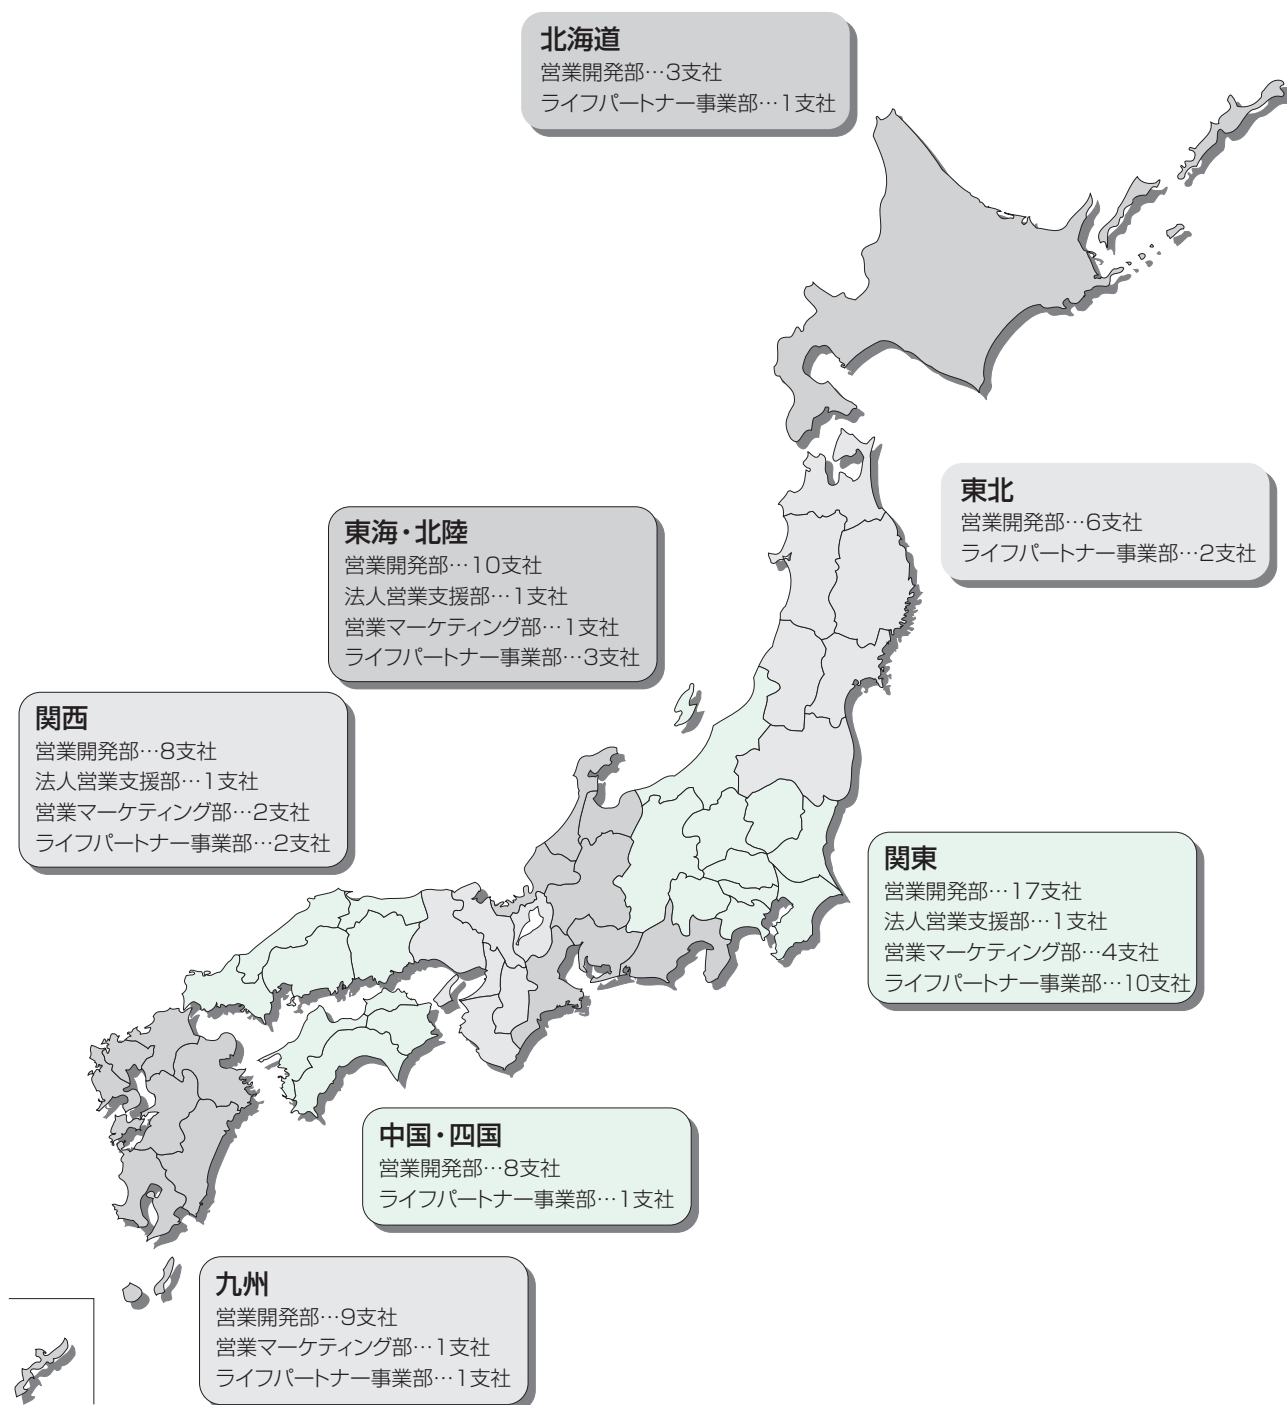 北海道
営業開発部…3支社
ライフパートナー事業部…1支社
東北
営業開発部…6支社
ライフパートナー事業部…2支社
東海・北陸
営業開発部…10支社
法人営業支援部…1支社
営業マーケティング部…1支社
ライフパートナー事業部…3支社
関西
営業開発部…8支社
法人営業支援部…1支社
営業マーケティング部…2支社
ライフパートナー事業部…2支社
関東
営業開発部…17支社
法人営業支援部…1支社
営業マーケティング部…4支社
ライフパートナー事業部…10支社
中国・四国
営業開発部…8支社
ライフパートナー事業部…1支社
九州
営業開発部…9支社
営業マーケティング部…1支社
ライフパートナー事業部…1支社